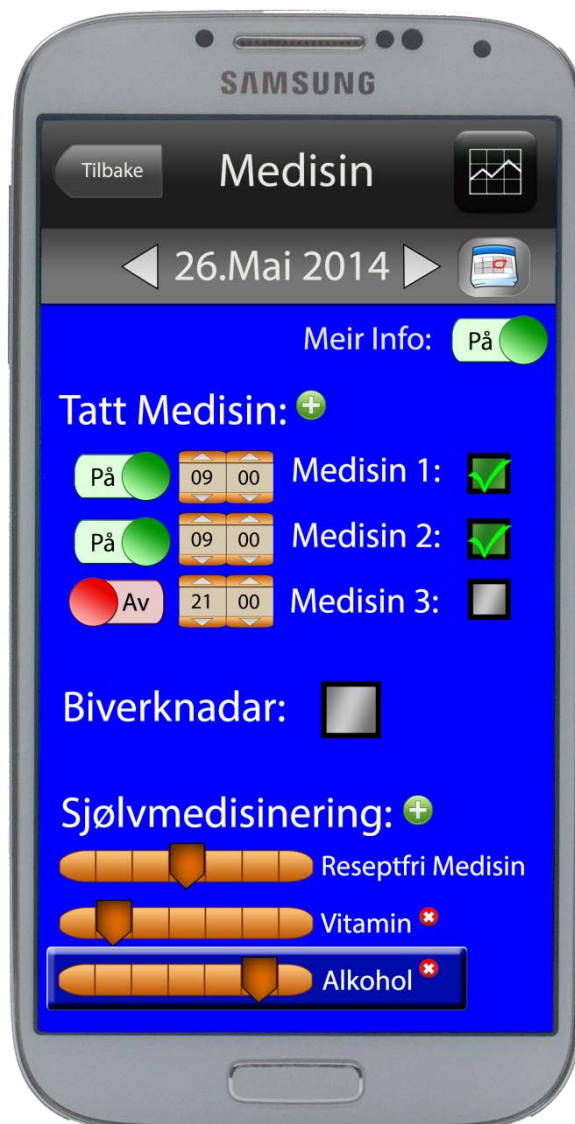 SAMSUNG
Tilbake Medisin
26.Mai 2014
Meir Info: På
Tatt Medisin:
På 09 00 Medisin 1:
På 09 00 Medisin 2:
Av 21 00 Medisin 3:
Biverknadar:
Sjølvmedisinering:
Reseptfri Medisin
Vitamin
Alkohol